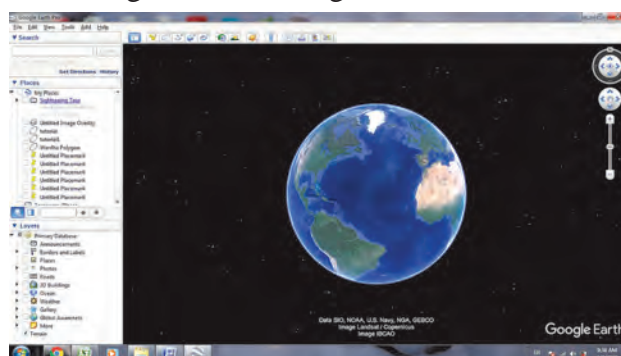 Google Earth Pro
File Edit View Tools Add Help
Search
Get Directions History
Places
My Places
Sightseeing Tour
Untitled Image Overlay
tutorial
Untitled Placemark
Untitled Placemark
Untitled Placemark
Untitled Placemark
Untitled Placemark
Layers
Primary Database
Announcements
Borders and Labels
Places
Photos
Roads
3D Buildings
Ocean
Weather
Gallery
Global Awareness
More
Terrain
Data SIO, NOAA, U.S. Navy, NGA, GEBCO
Image Landsat / Copernicus
Image IBCAO
Google Earth